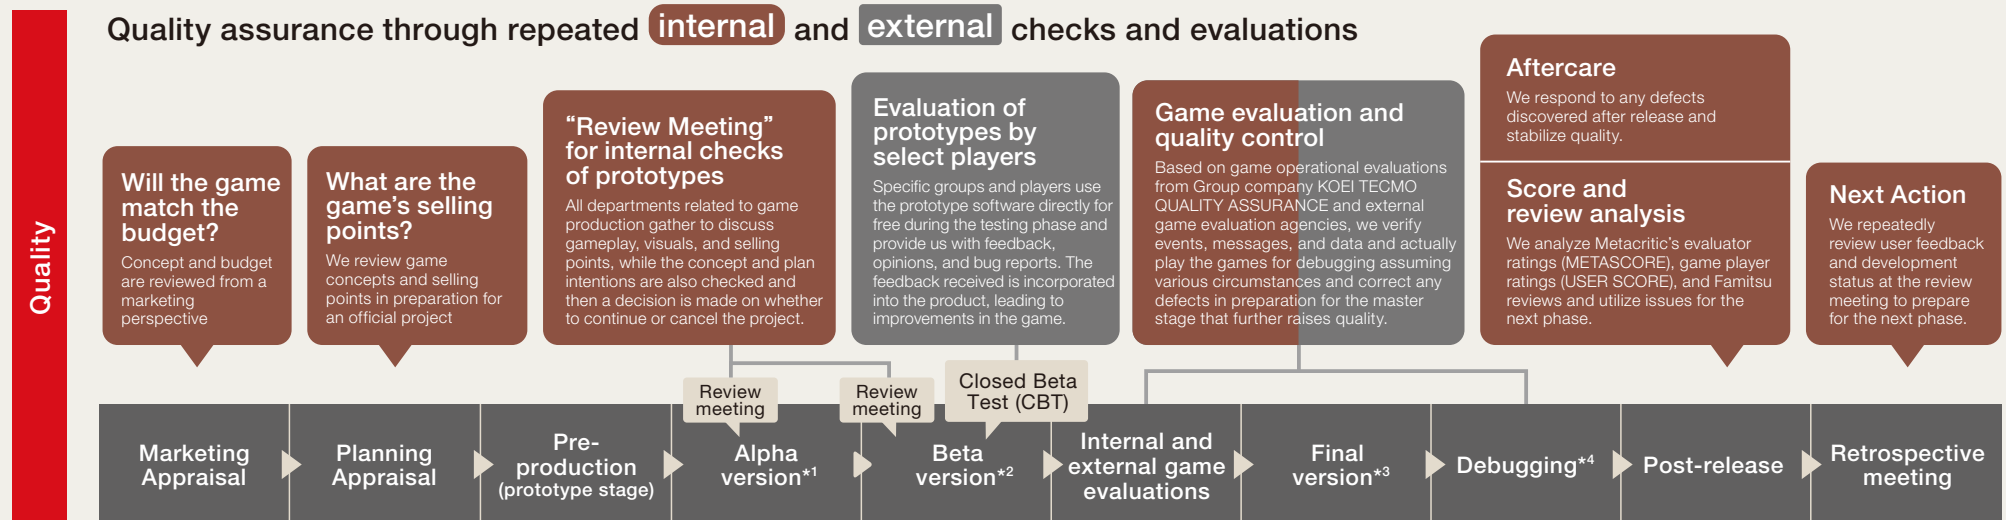 Quality assurance through repeated internal and external checks and evaluations
Quality
Will the game
match the
budget?
Concept and budget
are reviewed from a
marketing
perspective
What are the
game’s selling
points?
We review game
concepts and selling
points in preparation for
an official project
“Review Meeting”
for internal checks
of prototypes
All departments related to game
production gather to discuss
gameplay, visuals, and selling
points, while the concept and plan
intentions are also checked and
then a decision is made on whether
to continue or cancel the project.
Evaluation of
prototypes by
select players
Specific groups and players use
the prototype software directly for
free during the testing phase and
provide us with feedback,
opinions, and bug reports. The
feedback received is incorporated
into the product, leading to
improvements in the game.
Game evaluation and
quality control
Based on game operational evaluations
from Group company KOEI TECMO
QUALITY ASSURANCE and external
game evaluation agencies, we verify
events, messages, and data and actually
play the games for debugging assuming
various circumstances and correct any
defects in preparation for the master
stage that further raises quality.
Aftercare
We respond to any defects
discovered after release and
stabilize quality.
Score and
review analysis
We analyze Metacritic’s evaluator
ratings (METASCORE), game player
ratings (USER SCORE), and Famitsu
reviews and utilize issues for the
next phase.
Next Action
We repeatedly
review user feedback
and development
status at the review
meeting to prepare
for the next phase.
Review
meeting
Review
meeting
Closed Beta
Test (CBT)
Marketing
Appraisal
Planning
Appraisal
Pre-
production
(prototype stage)
Alpha
version*1
Beta
version*2
Internal and
external game
evaluations
Final
version*3
Debugging*4
Post-release
Retrospective
meeting